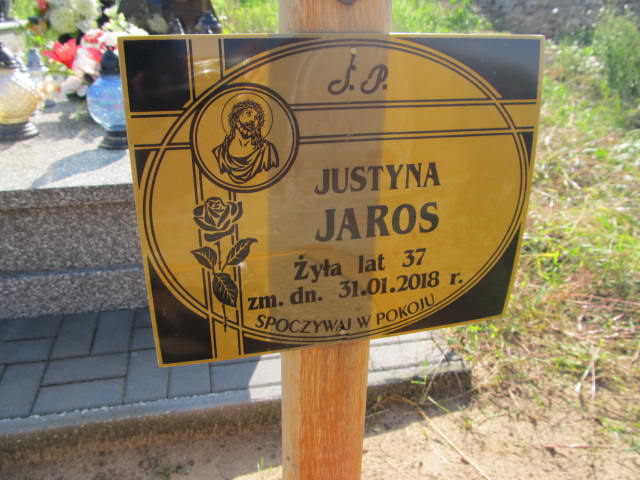 Ś. P.
JUSTYNA
JAROS
Żyła lat 37
zm. dn. 31.01.2018 r.
SPOCZYWAJ W POKOJU